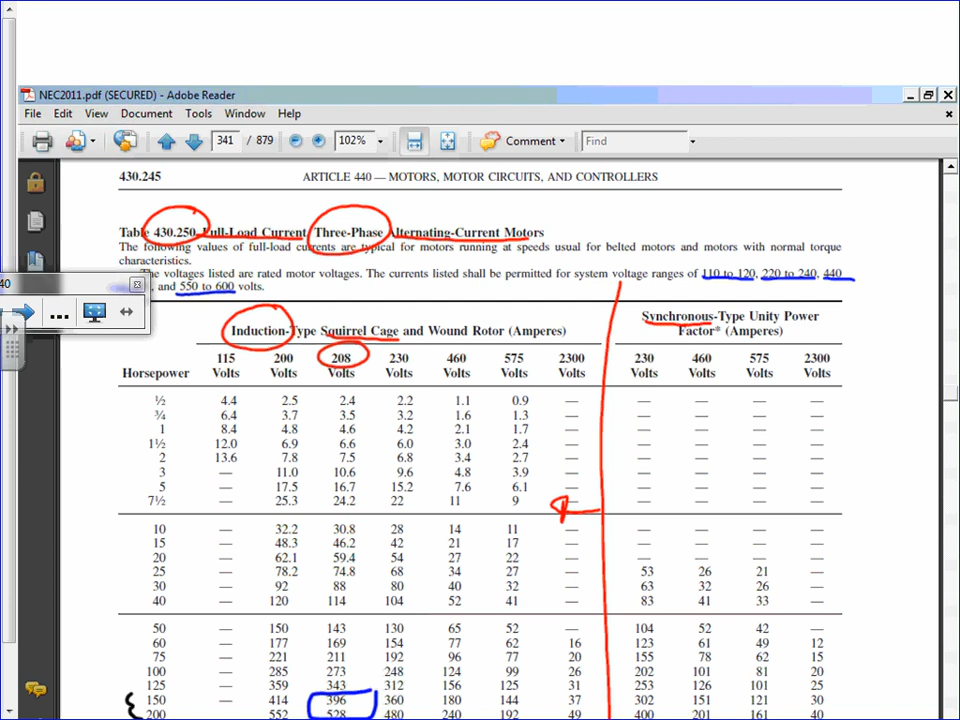 NEC2011.pdf (SECURED) - Adobe Reader
File Edit View Document Tools Window Help
341 / 879 102% Comment Find
430.245 ARTICLE 440 — MOTORS, MOTOR CIRCUITS, AND CONTROLLERS
Table 430.250 Full-Load Current, Three-Phase Alternating-Current Motors
The following values of full-load currents are typical for motors running at speeds usual for belted motors and motors with normal torque
characteristics.
The voltages listed are rated motor voltages. The currents listed shall be permitted for system voltage ranges of 110 to 120, 220 to 240, 440
40
and 550 to 600 volts.
Induction-Type Squirrel Cage and Wound Rotor (Amperes)
Synchronous-Type Unity Power
Factor* (Amperes)
115 200 208 230 460 575 2300 230 460 575 2300
Horsepower Volts Volts Volts Volts Volts Volts Volts Volts Volts Volts Volts
½ 4.4 2.5 2.4 2.2 1.1 0.9 — — — — —
¾ 6.4 3.7 3.5 3.2 1.6 1.3 — — — — —
1 8.4 4.8 4.6 4.2 2.1 1.7 — — — — —
1½ 12.0 6.9 6.6 6.0 3.0 2.4 — — — — —
2 13.6 7.8 7.5 6.8 3.4 2.7 — — — — —
3 — 11.0 10.6 9.6 4.8 3.9 — — — — —
5 — 17.5 16.7 15.2 7.6 6.1 — — — — —
7½ — 25.3 24.2 22 11 9 — — — — —
10 — 32.2 30.8 28 14 11 — — — — —
15 — 48.3 46.2 42 21 17 — — — — —
20 — 62.1 59.4 54 27 22 — — — — —
25 — 78.2 74.8 68 34 27 — 53 26 21 —
30 — 92 88 80 40 32 — 63 32 26 —
40 — 120 114 104 52 41 — 83 41 33 —
50 — 150 143 130 65 52 — 104 52 42 —
60 — 177 169 154 77 62 16 123 61 49 12
75 — 221 211 192 96 77 20 155 78 62 15
100 — 285 273 248 124 99 26 202 101 81 20
125 — 359 343 312 156 125 31 253 126 101 25
150 — 414 396 360 180 144 37 302 151 121 30
200 — 552 528 480 240 192 49 400 201 161 40